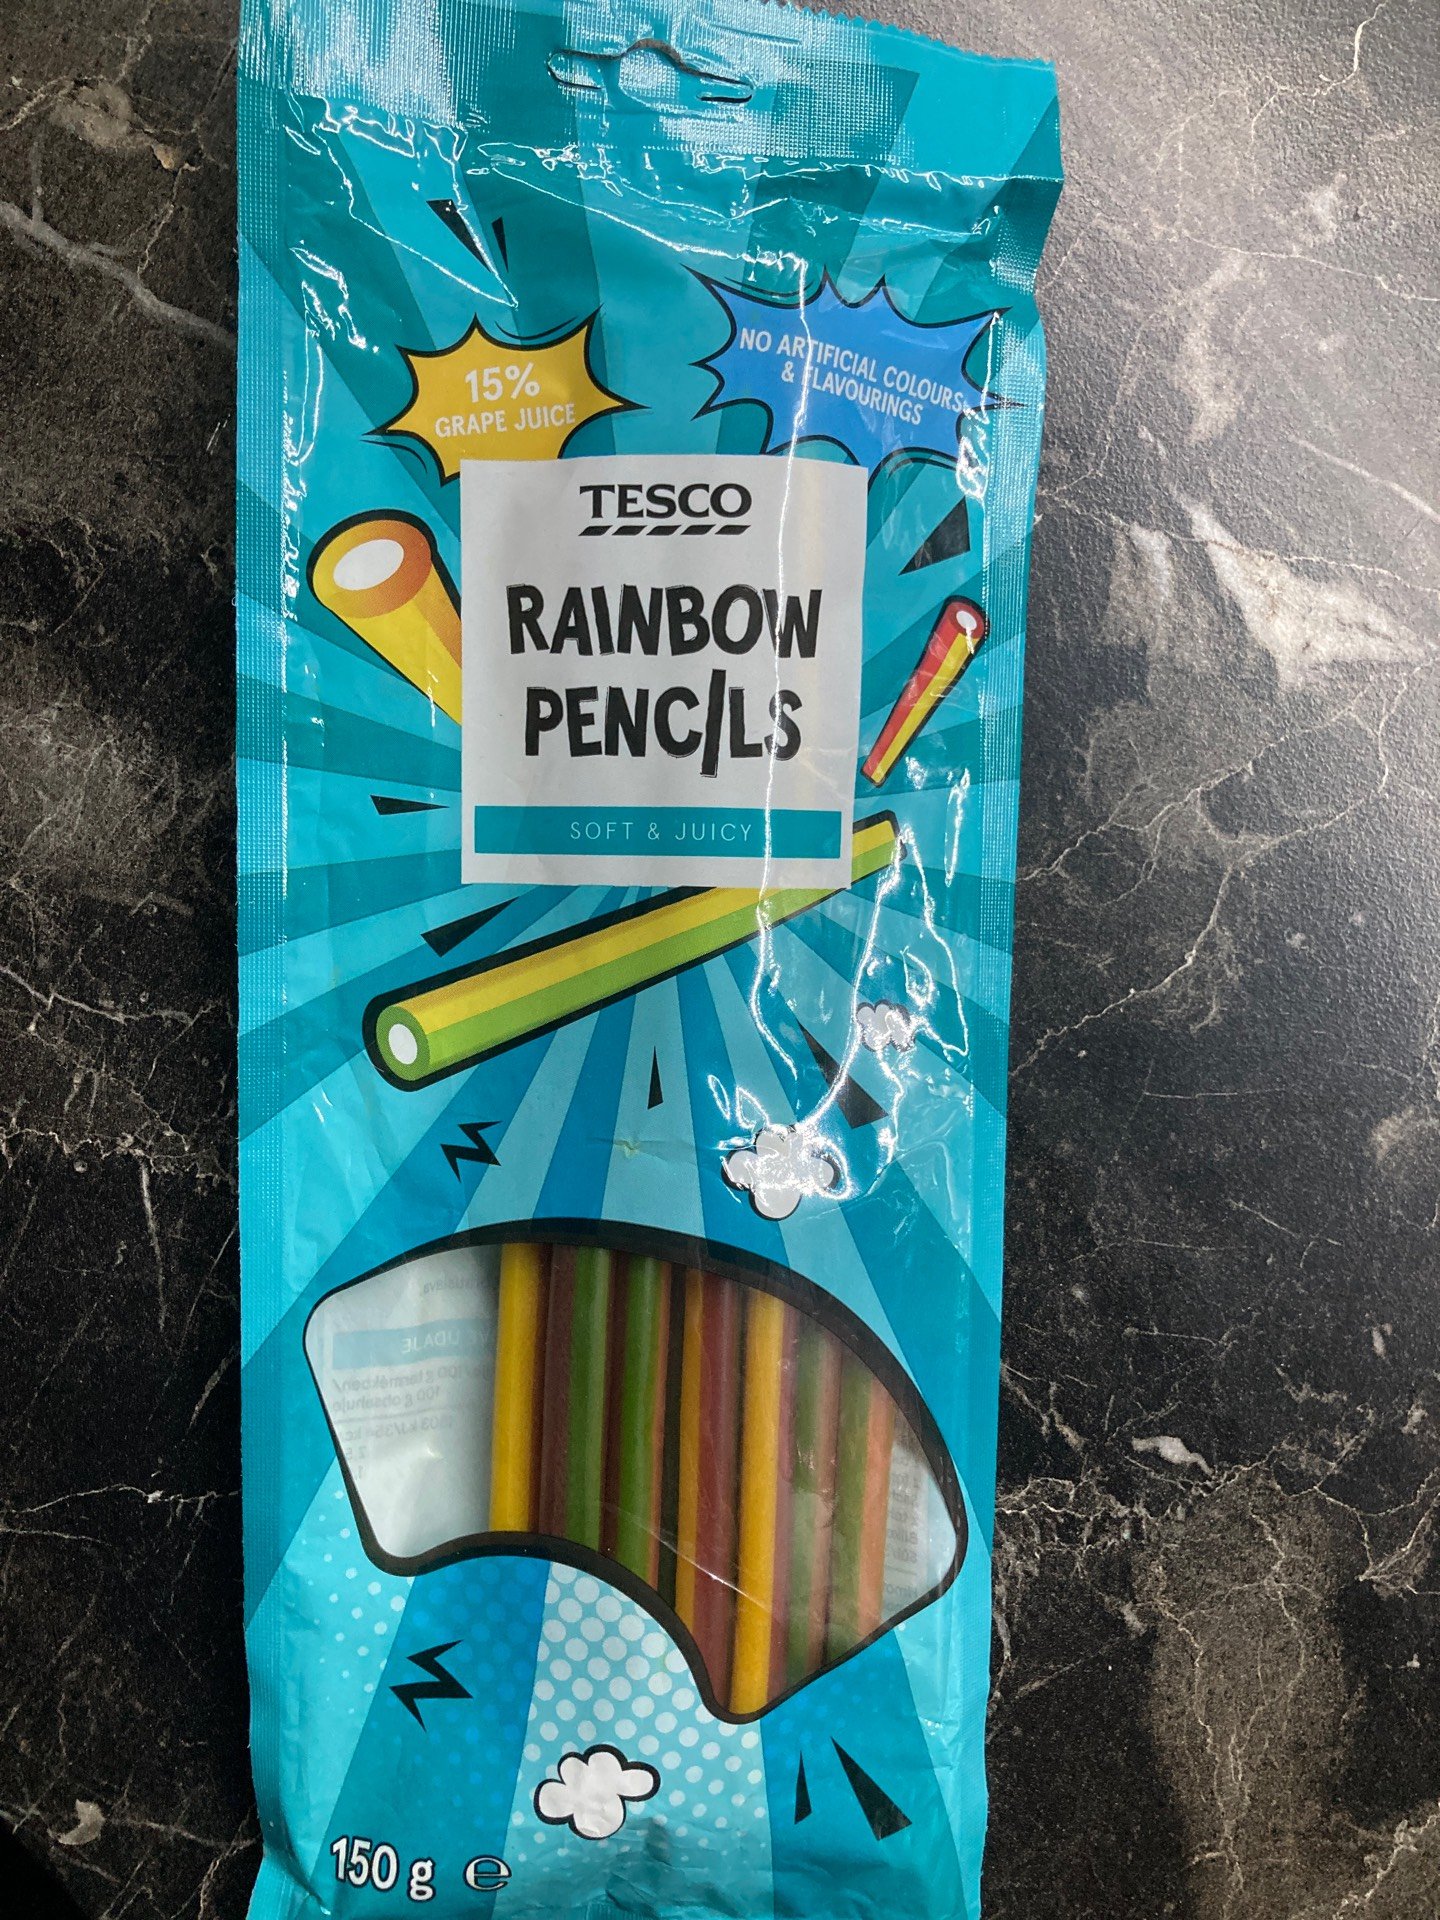 15%
GRAPE JUICE
NO ARTIFICIAL COLOURS
& FLAVOURINGS
TESCO
RAINBOW
PENCILS
SOFT & JUICY
150 g e